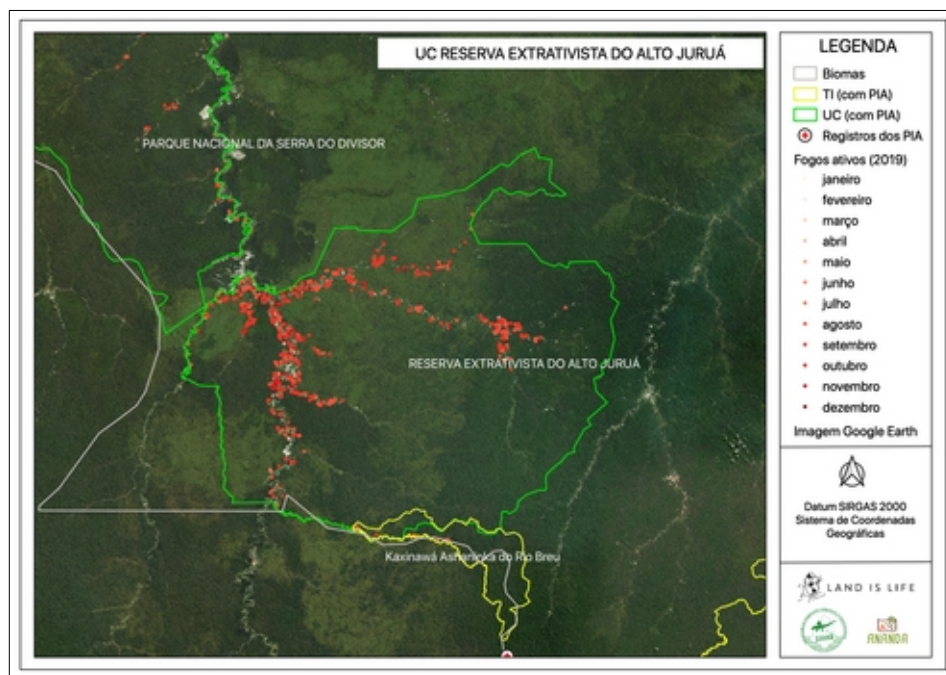 UC RESERVA EXTRATIVISTA DO ALTO JURUÁ
PARQUE NACIONAL DA SERRA DO DIVISOR
RESERVA EXTRATIVISTA DO ALTO JURUÁ
Kaxinawá Ashaninka do Rio Breu
LEGENDA
Biomas
TI (com PIA)
UC (com PIA)
Registros dos PIA
Fogos ativos (2019)
janeiro
fevereiro
março
abril
maio
junho
julho
agosto
setembro
outubro
novembro
dezembro
Imagem Google Earth
Datum SIRGAS 2000
Sistema de Coordenadas
Geográficas
LAND IS LIFE
ANANDA